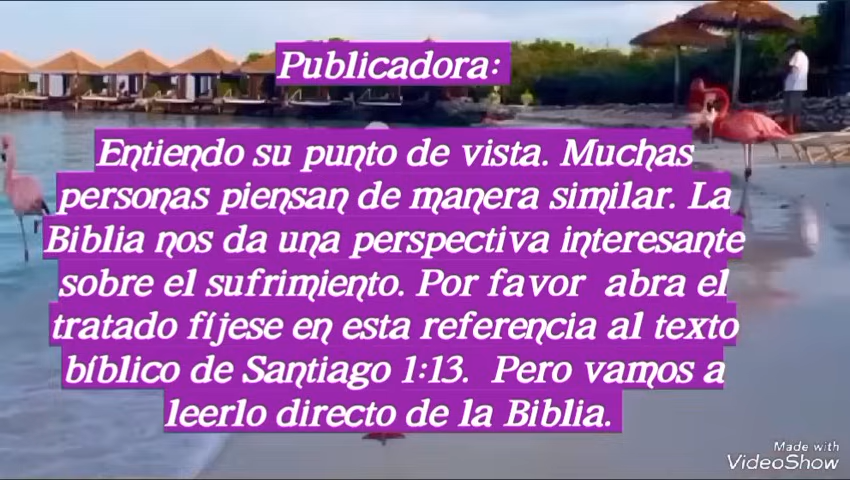 Publicadora:
Entiendo su punto de vista. Muchas
personas piensan de manera similar. La
Biblia nos da una perspectiva interesante
sobre el sufrimiento. Por favor abra el
tratado fíjese en esta referencia al texto
bíblico de Santiago 1:13. Pero vamos a
leerlo directo de la Biblia.
Made with
VideoShow